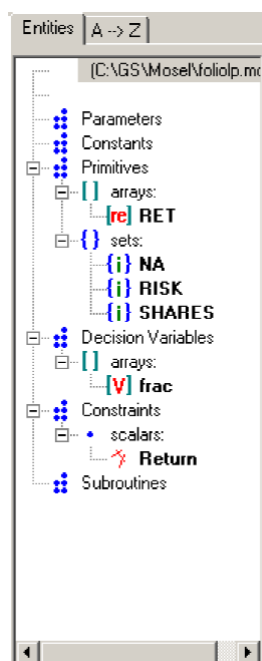 Entities A --> Z
(C:\GS\Mosel\foliolp.mo
Parameters
Constants
Primitives
[ ] arrays:
[re] RET
{ } sets:
{i} NA
{i} RISK
{i} SHARES
Decision Variables
[ ] arrays:
[V] frac
Constraints
scalars:
Return
Subroutines